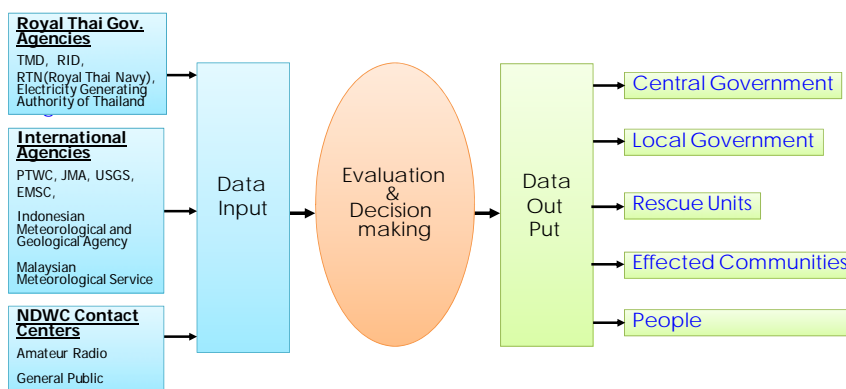 Royal Thai Gov.
Agencies
TMD, RID,
RTN(Royal Thai Navy),
Electricity Generating
Authority of Thailand
International
Agencies
PTWC, JMA, USGS,
EMSC,
Indonesian
Meteorological and
Geological Agency
Malaysian
Meteorological Service
NDWC Contact
Centers
Amateur Radio
General Public
Data
Input
Evaluation
&
Decision
making
Data
Out
Put
Central Government
Local Government
Rescue Units
Effected Communities
People